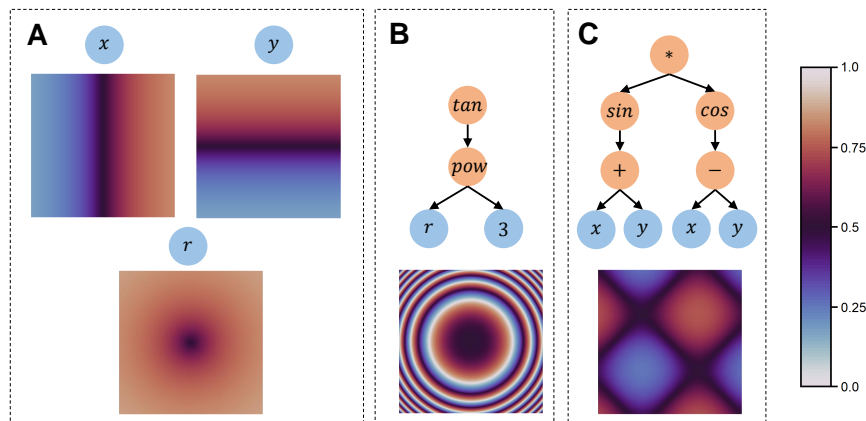 A
x
y
r
B
tan
pow
r 3
C
*
sin cos
+ −
x y x y
1.0
0.75
0.5
0.25
0.0